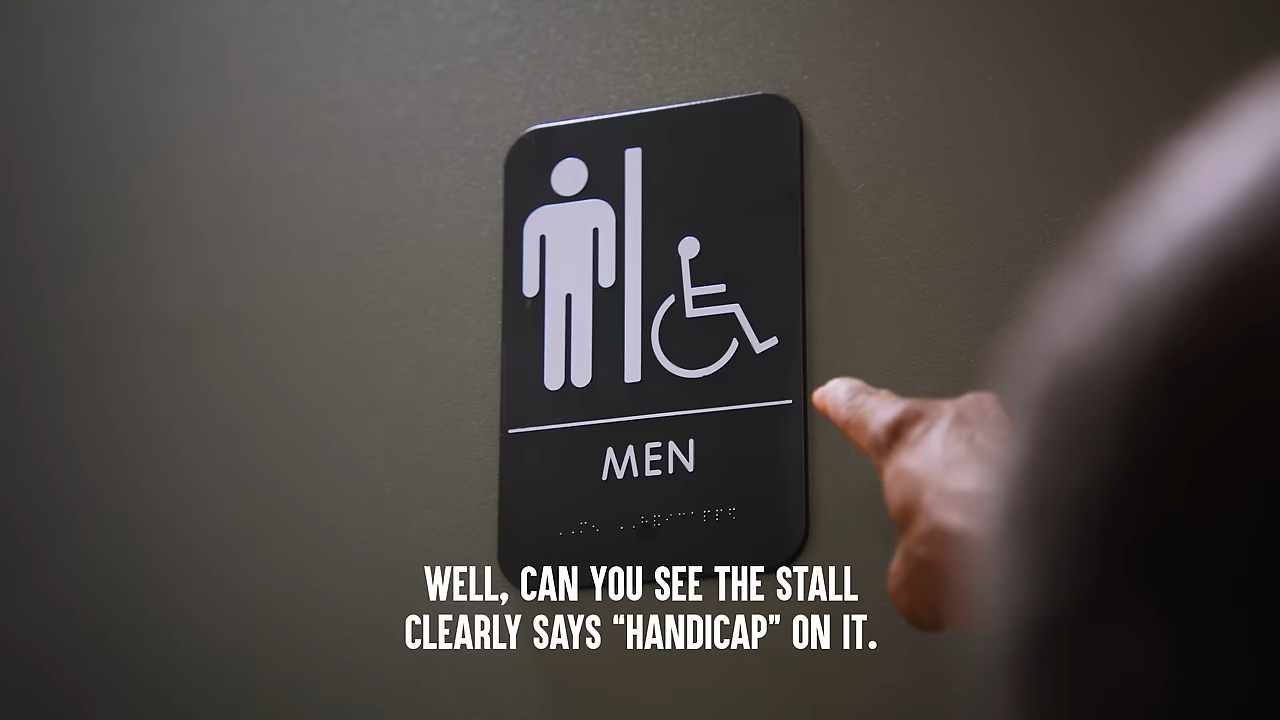 MEN
WELL, CAN YOU SEE THE STALL
CLEARLY SAYS “HANDICAP” ON IT.